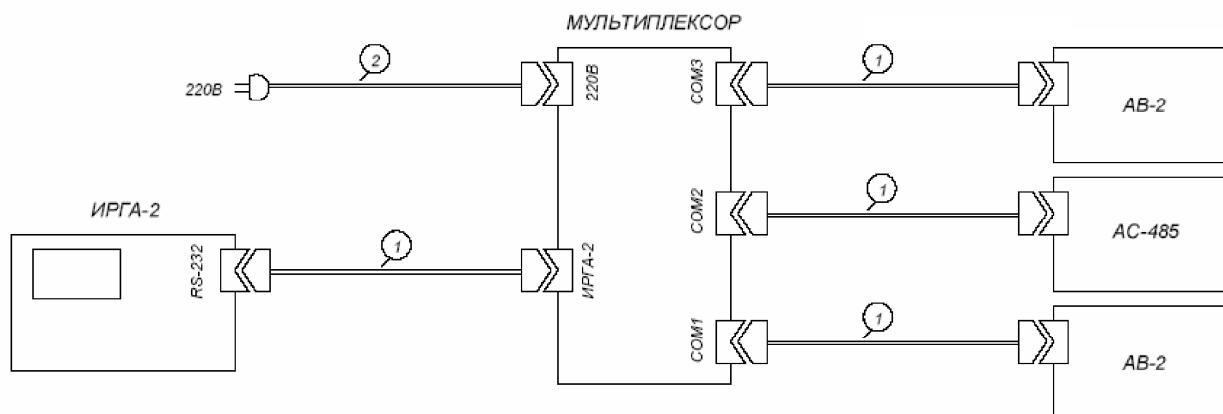 МУЛЬТИПЛЕКСОР
220В
2
220В
COM3
1
АВ-2
ИРГА-2
RS-232
1
ИРГА-2
COM2
1
АС-485
COM1
1
АВ-2